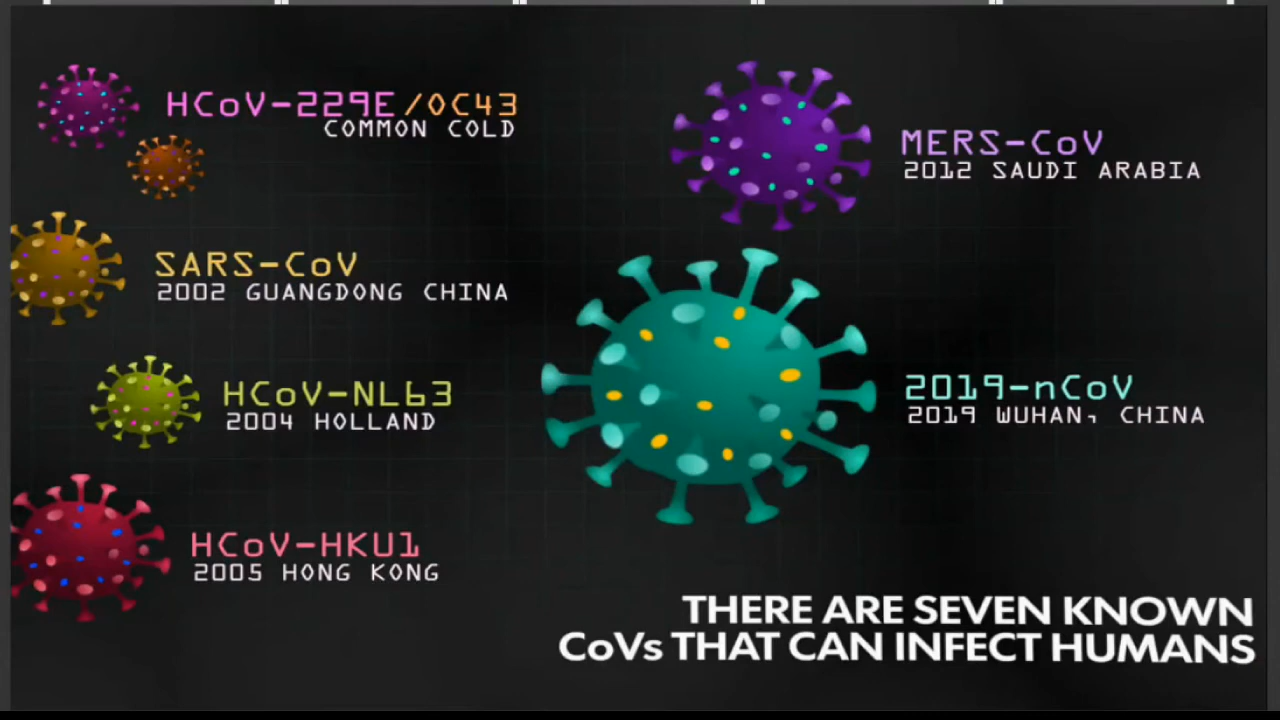 HCoV-229E/OC43
COMMON COLD
SARS-CoV
2002 GUANGDONG CHINA
HCoV-NL63
2004 HOLLAND
HCoV-HKU1
2005 HONG KONG
MERS-CoV
2012 SAUDI ARABIA
2019-nCoV
2019 WUHAN, CHINA
THERE ARE SEVEN KNOWN
CoVs THAT CAN INFECT HUMANS